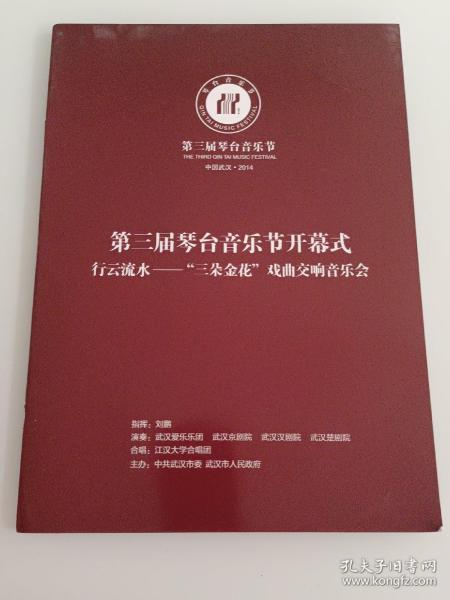 琴台音乐节
QIN TAI MUSIC FESTIVAL
第三届琴台音乐节
THE THIRD QIN TAI MUSIC FESTIVAL
中国武汉·2014
第三届琴台音乐节开幕式
行云流水——“三朵金花”戏曲交响音乐会
指挥:刘鹏
演奏:武汉爱乐乐团 武汉京剧院 武汉汉剧院 武汉楚剧院
合唱:江汉大学合唱团
主办:中共武汉市委 武汉市人民政府
孔夫子旧书网
www.kongfz.com